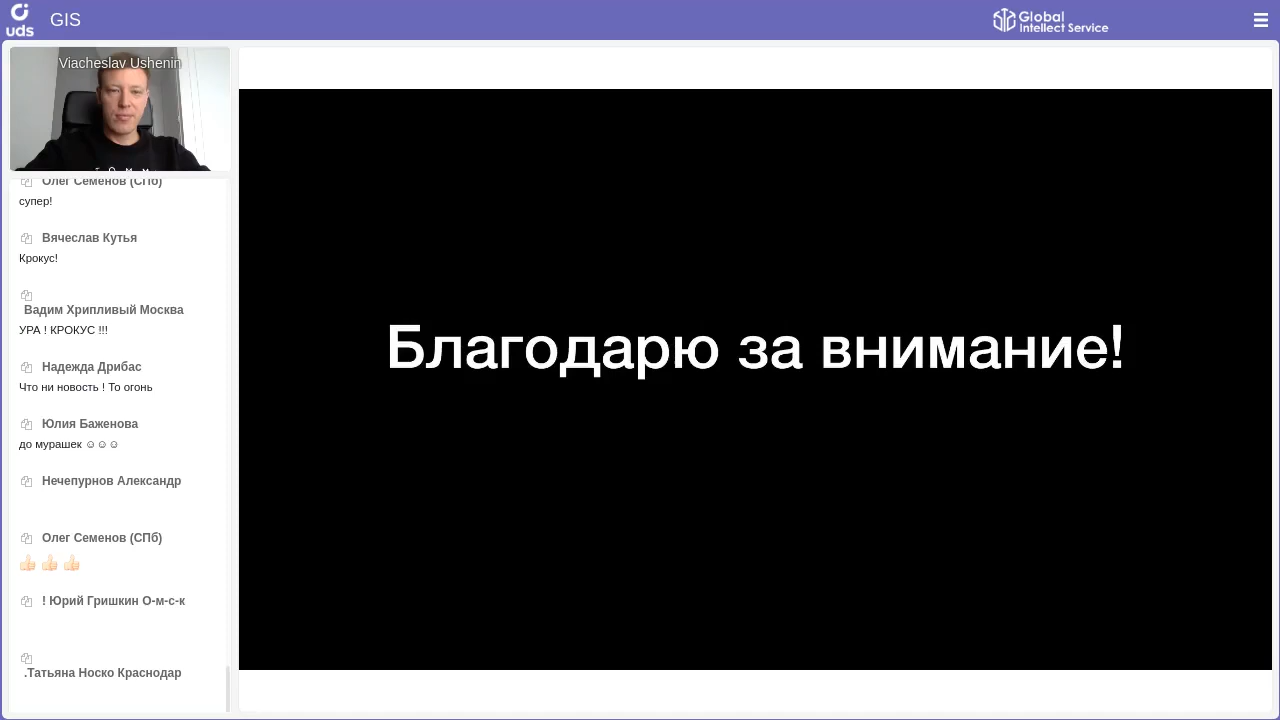 uds
GIS
Global
Intellect Service
Viacheslav Ushenin
Олег Семенов (СПб)
супер!
Вячеслав Кутья
Крокус!
Вадим Хрипливый Москва
УРА ! КРОКУС !!!
Надежда Дрибас
Что ни новость ! То огонь
Юлия Баженова
до мурашек ☺☺☺
Нечепурнов Александр
Олег Семенов (СПб)
👍 👍 👍
! Юрий Гришкин О-м-с-к
.Татьяна Носко Краснодар
Благодарю за внимание!